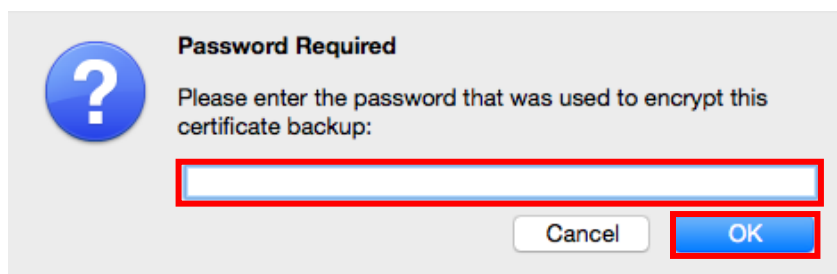 Password Required
Please enter the password that was used to encrypt this
certificate backup:
Cancel
OK